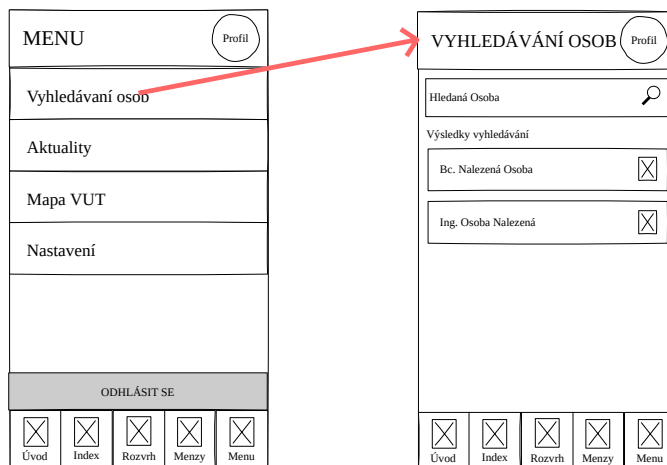 MENU
Profil
Vyhledávaní osob
Aktuality
Mapa VUT
Nastavení
ODHLÁSIT SE
Úvod
Index
Rozvrh
Menzy
Menu
VYHLEDÁVÁNÍ OSOB
Profil
Hledaná Osoba
Výsledky vyhledávání
Bc. Nalezená Osoba
Ing. Osoba Nalezená
Úvod
Index
Rozvrh
Menzy
Menu